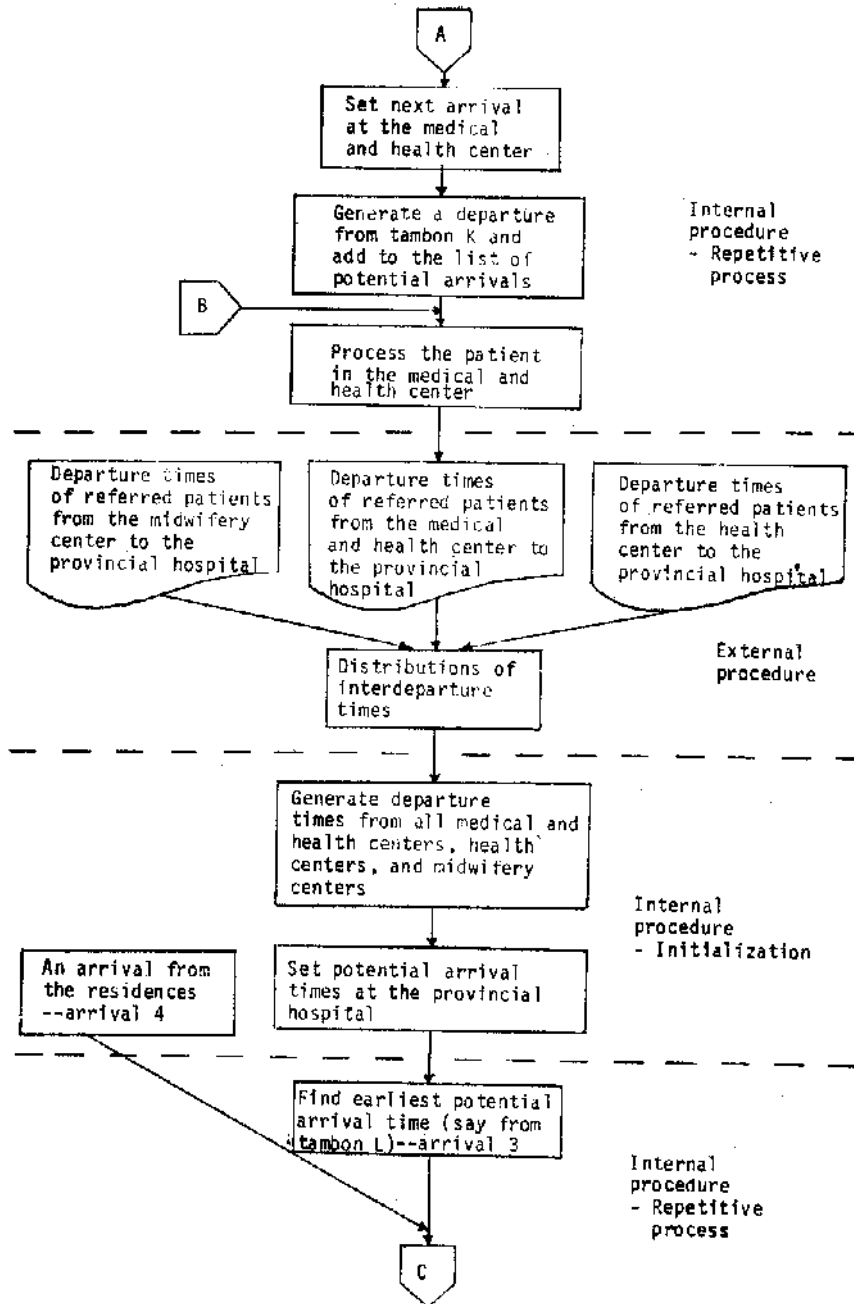 A
Set next arrival
at the medical
and health center
Generate a departure
from tambon K and
add to the list of
potential arrivals
Internal
procedure
- Repetitive
process
B
Process the patient
in the medical and
health center
Departure times
of referred patients
from the midwifery
center to the
provincial hospital
Departure times
of referred patients
from the medical
and health center to
the provincial
hospital
Departure times
of referred patients
from the health
center to the
provincial hospital
External
procedure
Distributions of
interdeparture
times
Generate departure
times from all medical and
health centers, health
centers, and midwifery
centers
Internal
procedure
- Initialization
An arrival from
the residences
--arrival 4
Set potential arrival
times at the provincial
hospital
Find earliest potential
arrival time (say from
tambon L)--arrival 3
Internal
procedure
- Repetitive
process
C